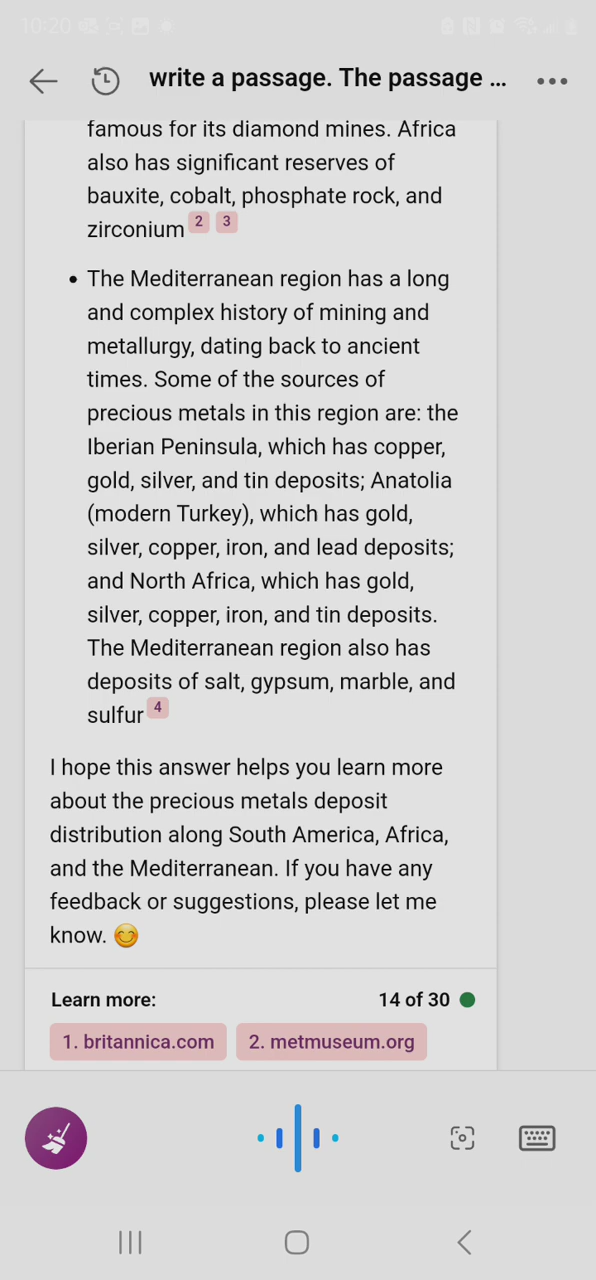 10:20
write a passage. The passage ...
famous for its diamond mines. Africa
also has significant reserves of
bauxite, cobalt, phosphate rock, and
zirconium 2 3
• The Mediterranean region has a long
and complex history of mining and
metallurgy, dating back to ancient
times. Some of the sources of
precious metals in this region are: the
Iberian Peninsula, which has copper,
gold, silver, and tin deposits; Anatolia
(modern Turkey), which has gold,
silver, copper, iron, and lead deposits;
and North Africa, which has gold,
silver, copper, iron, and tin deposits.
The Mediterranean region also has
deposits of salt, gypsum, marble, and
sulfur 4
I hope this answer helps you learn more
about the precious metals deposit
distribution along South America, Africa,
and the Mediterranean. If you have any
feedback or suggestions, please let me
know. 😊
Learn more: 14 of 30
1. britannica.com 2. metmuseum.org